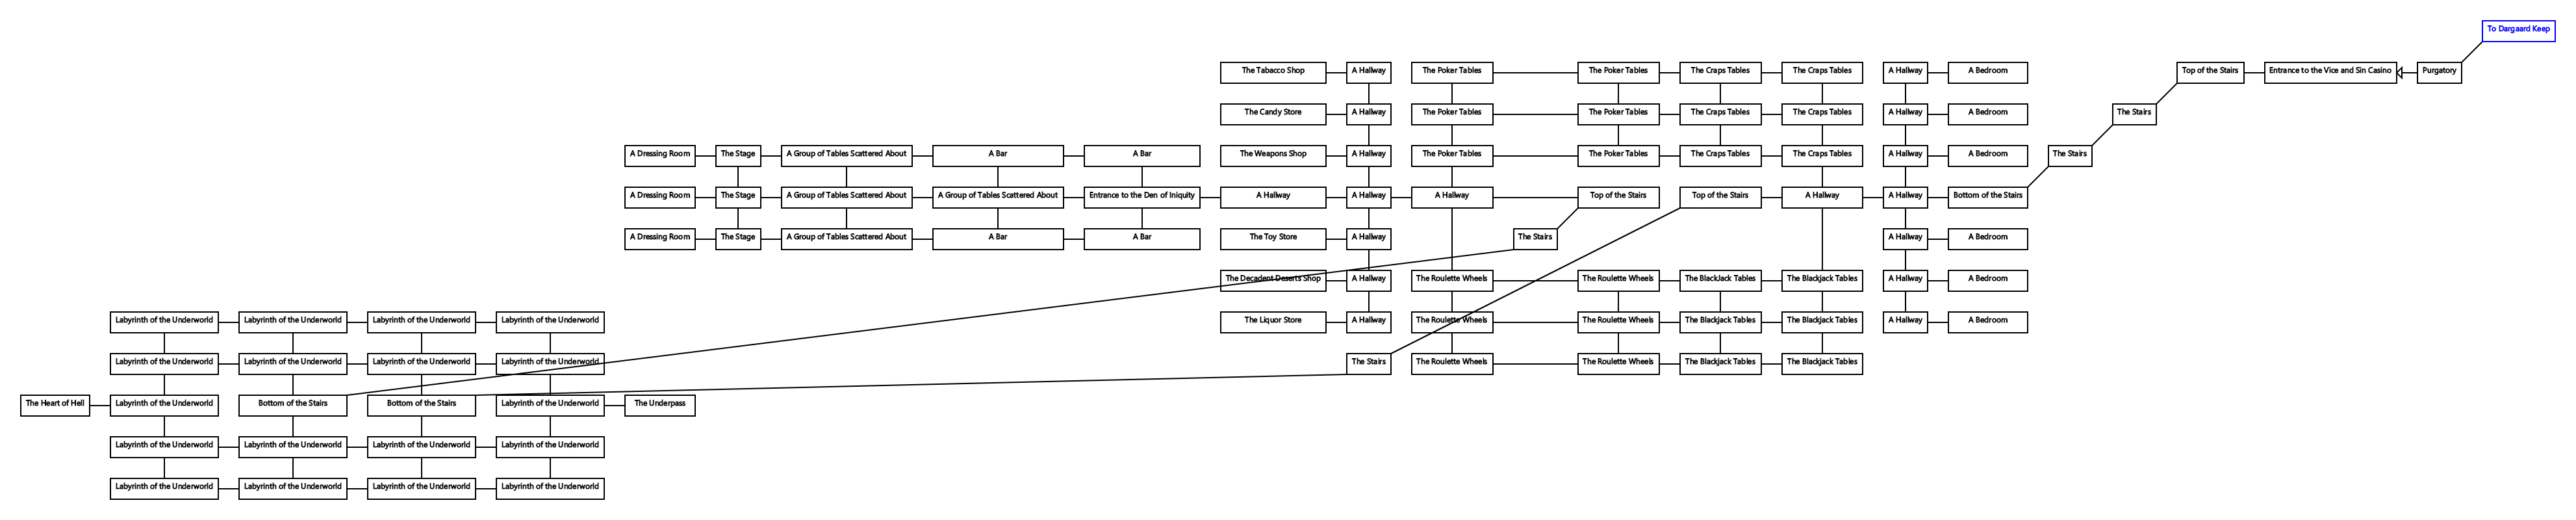 To Dargaard Keep
The Tabacco Shop A Hallway The Poker Tables The Poker Tables The Craps Tables The Craps Tables A Hallway A Bedroom Top of the Stairs Entrance to the Vice and Sin Casino Purgatory
The Candy Store A Hallway The Poker Tables The Poker Tables The Craps Tables The Craps Tables A Hallway A Bedroom The Stairs
A Dressing Room The Stage A Group of Tables Scattered About A Bar A Bar The Weapons Shop A Hallway The Poker Tables The Poker Tables The Craps Tables The Craps Tables A Hallway A Bedroom The Stairs
A Dressing Room The Stage A Group of Tables Scattered About A Group of Tables Scattered About Entrance to the Den of Iniquity A Hallway A Hallway A Hallway Top of the Stairs Top of the Stairs A Hallway A Hallway Bottom of the Stairs
A Dressing Room The Stage A Group of Tables Scattered About A Bar A Bar The Toy Store A Hallway The Stairs A Hallway A Bedroom
The Decadent Deserts Shop A Hallway The Roulette Wheels The Roulette Wheels The BlackJack Tables The Blackjack Tables A Hallway A Bedroom
Labyrinth of the Underworld Labyrinth of the Underworld Labyrinth of the Underworld Labyrinth of the Underworld The Liquor Store A Hallway The Roulette Wheels The Roulette Wheels The Blackjack Tables The Blackjack Tables A Hallway A Bedroom
Labyrinth of the Underworld Labyrinth of the Underworld Labyrinth of the Underworld Labyrinth of the Underworld The Stairs The Roulette Wheels The Roulette Wheels The Blackjack Tables The Blackjack Tables
The Heart of Hell Labyrinth of the Underworld Bottom of the Stairs Bottom of the Stairs Labyrinth of the Underworld The Underpass
Labyrinth of the Underworld Labyrinth of the Underworld Labyrinth of the Underworld Labyrinth of the Underworld
Labyrinth of the Underworld Labyrinth of the Underworld Labyrinth of the Underworld Labyrinth of the Underworld